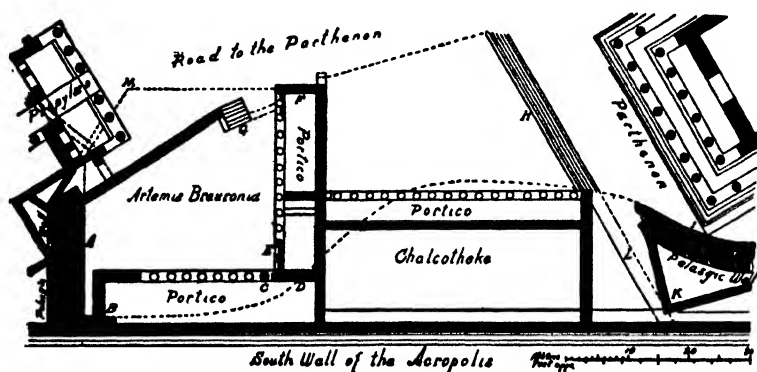 Road to the Parthenon
Propylæa
M
F
G
H
Portico
Parthenon
Artemis Brauronia
Portico
A
E
Chalcotheke
L
Pelasgic Wall
C
D
K
B
Portico
South Wall of the Acropolis
10
20